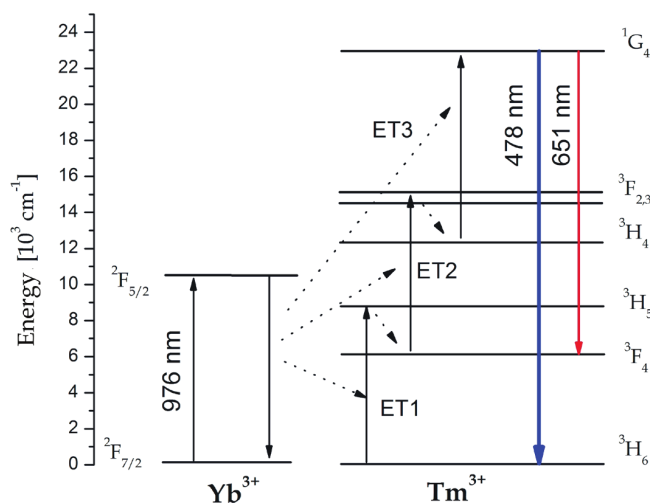 24
22
20
18
16
14
12
10
8
6
4
2
0
Energy [10³ cm⁻¹]
²F₅/₂
²F₇/₂
976 nm
Yb³⁺
ET1
ET2
ET3
478 nm
651 nm
¹G₄
³F₂,₃
³H₄
³H₅
³F₄
³H₆
Tm³⁺